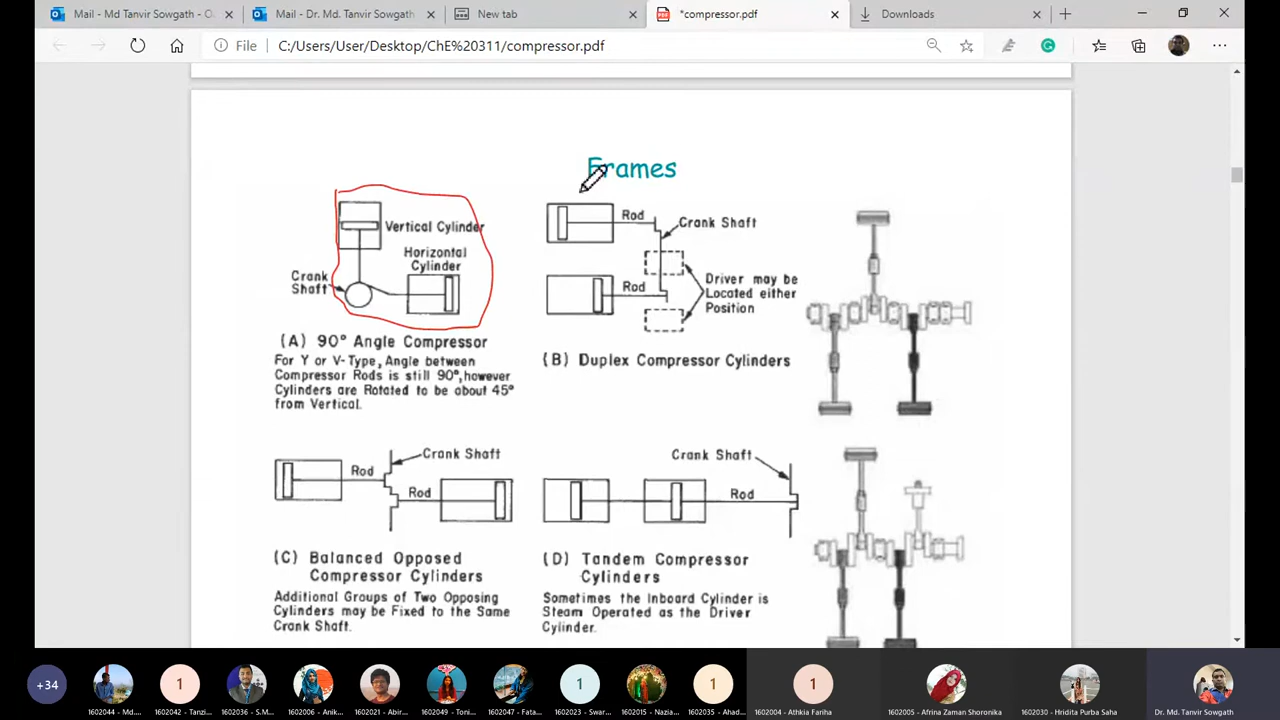 Mail - Md Tanvir Sowgath - O
Mail - Dr. Md. Tanvir Sowgath
New tab
*compressor.pdf
Downloads
File
C:/Users/User/Desktop/ChE%20311/compressor.pdf
Frames
Vertical Cylinder
Horizontal
Cylinder
Crank
Shaft
(A) 90° Angle Compressor
For Y or V-Type, Angle between
Compressor Rods is still 90°, however
Cylinders are Rotated to be about 45°
from Vertical.
Rod
Crank Shaft
Rod
Driver may be
Located either
Position
(B) Duplex Compressor Cylinders
Crank Shaft
Rod
Rod
(C) Balanced Opposed
Compressor Cylinders
Additional Groups of Two Opposing
Cylinders may be Fixed to the Same
Crank Shaft.
Crank Shaft
Rod
(D) Tandem Compressor
Cylinders
Sometimes the Inboard Cylinder is
Steam Operated as the Driver
Cylinder.
+34
1
1
1
1
1
1602044 - Md....
1602042 - Tanzi...
1602036 - S.M...
1602006 - Anik...
1602021 - Abir...
1602049 - Toni...
1602047 - Fata...
1602023 - Swar...
1602015 - Nazia...
1602035 - Ahad...
1602004 - Athkia Fariha
1602005 - Afrina Zaman Shoronika
1602030 - Hridita Purba Saha
Dr. Md. Tanvir Sowgath